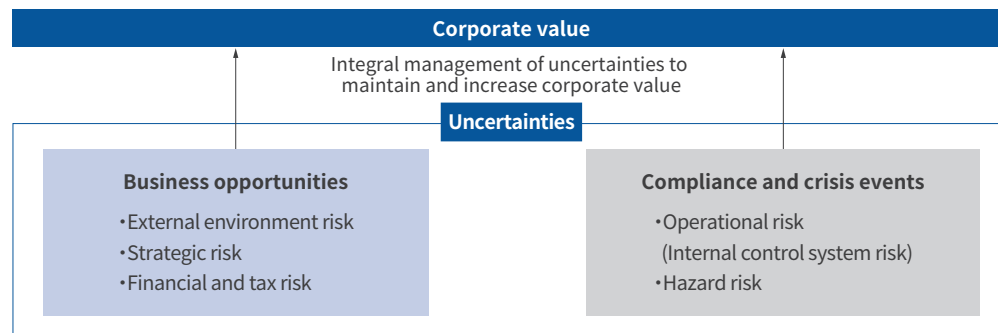 Corporate value
Integral management of uncertainties to
maintain and increase corporate value
Uncertainties
Business opportunities
・External environment risk
・Strategic risk
・Financial and tax risk
Compliance and crisis events
・Operational risk
(Internal control system risk)
・Hazard risk